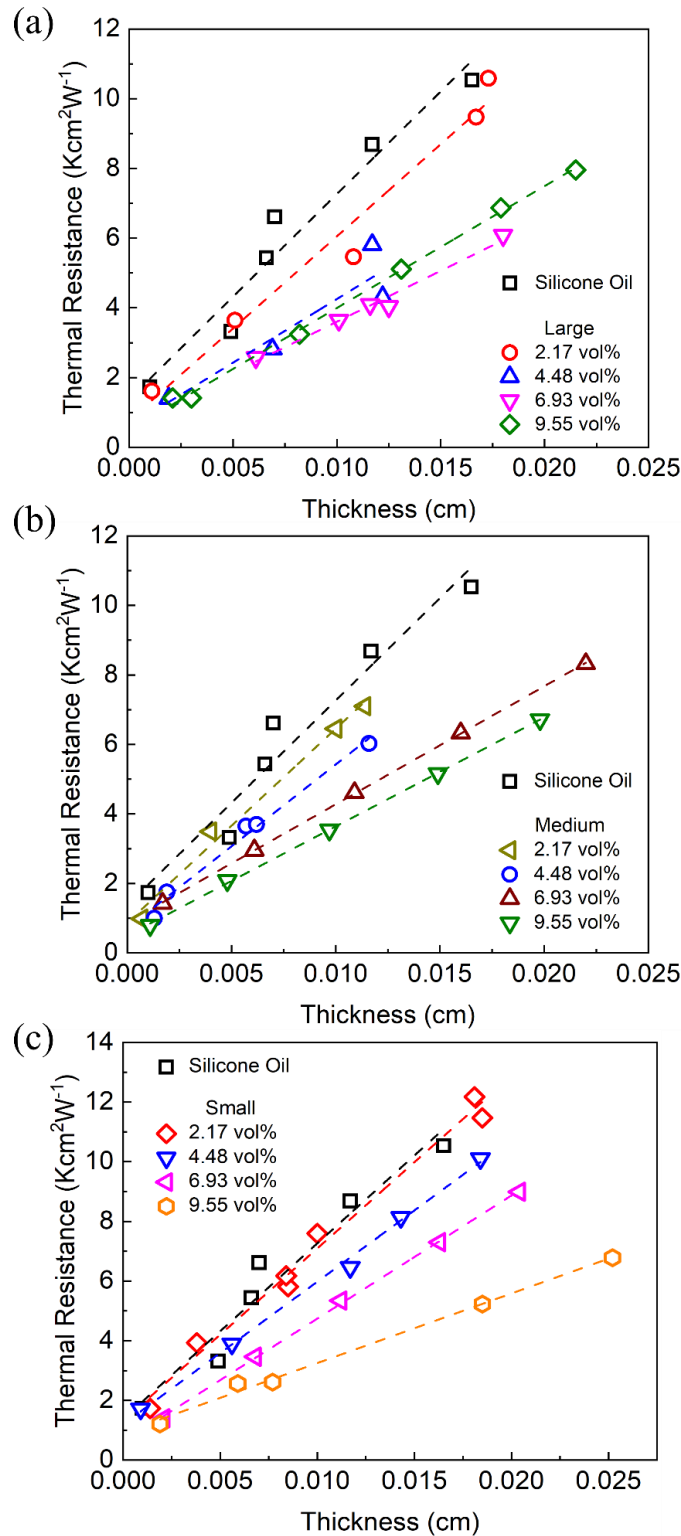 (a)
12
10
8
6
4
2
0
Thermal Resistance (Kcm²W⁻¹)
Silicone Oil
Large
2.17 vol%
4.48 vol%
6.93 vol%
9.55 vol%
0.000 0.005 0.010 0.015 0.020 0.025
Thickness (cm)
(b)
12
10
8
6
4
2
0
Thermal Resistance (Kcm²W⁻¹)
Silicone Oil
Medium
2.17 vol%
4.48 vol%
6.93 vol%
9.55 vol%
0.000 0.005 0.010 0.015 0.020 0.025
Thickness (cm)
(c)
14
12
10
8
6
4
2
0
Thermal Resistance (Kcm²W⁻¹)
Silicone Oil
Small
2.17 vol%
4.48 vol%
6.93 vol%
9.55 vol%
0.000 0.005 0.010 0.015 0.020 0.025
Thickness (cm)